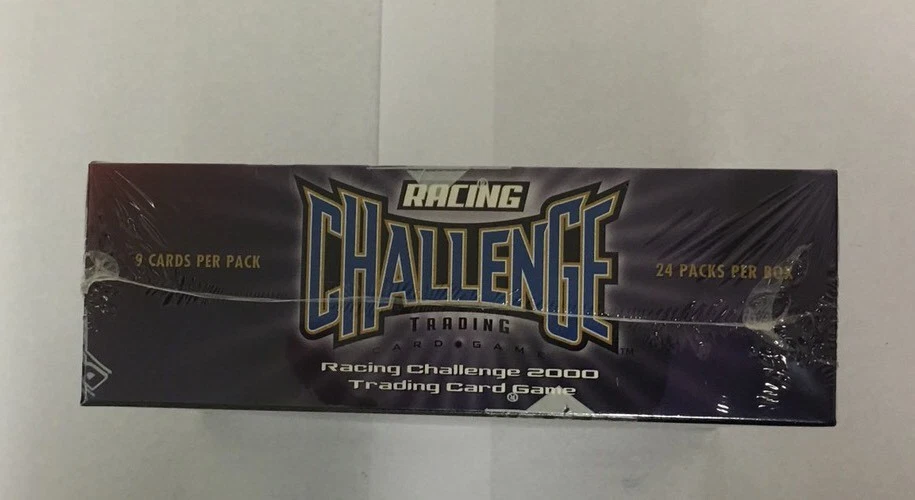 RACING
CHALLENGE
TRADING
CARD • GAME ™
9 CARDS PER PACK
24 PACKS PER BOX
Racing Challenge 2000
Trading Card Game